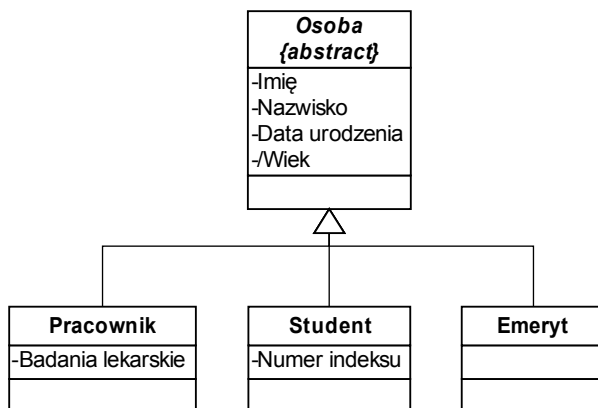 Osoba
{abstract}
-Imię
-Nazwisko
-Data urodzenia
-/Wiek
Pracownik
-Badania lekarskie
Student
-Numer indeksu
Emeryt